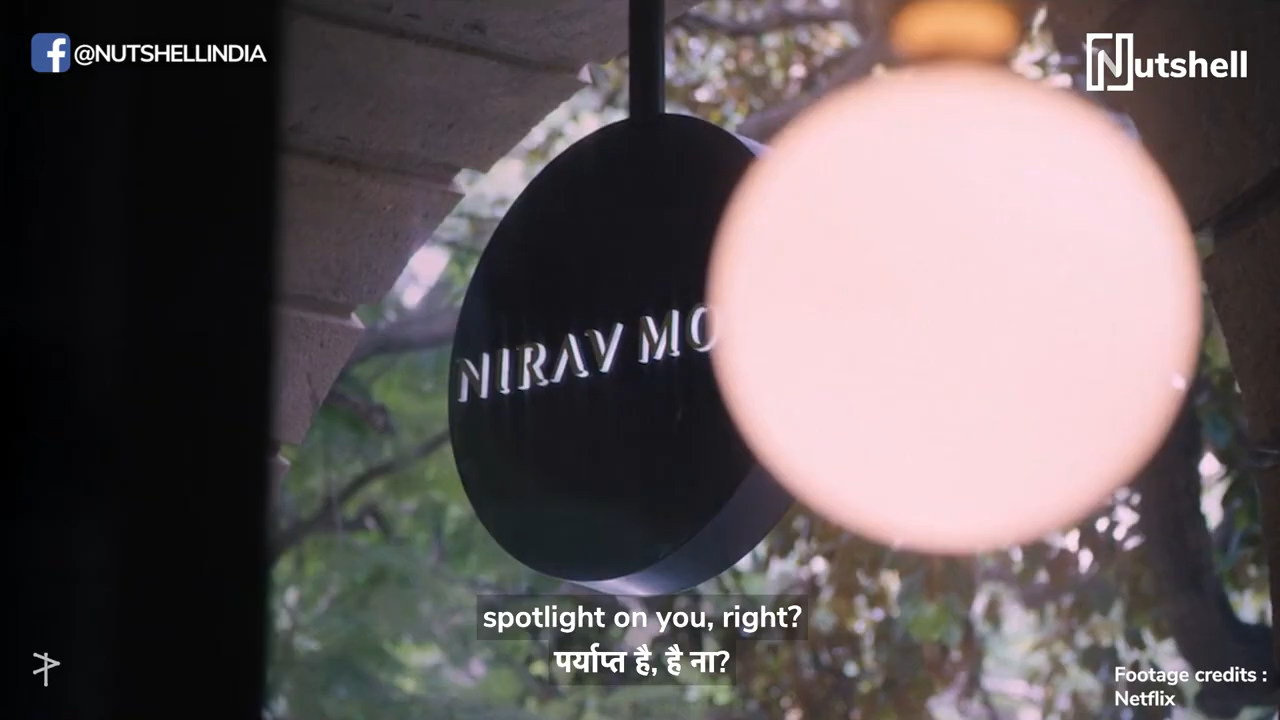 @NUTSHELLINDIA
Nutshell
NIRAV MO
spotlight on you, right?
पर्याप्त है, है ना?
Footage credits :
Netflix